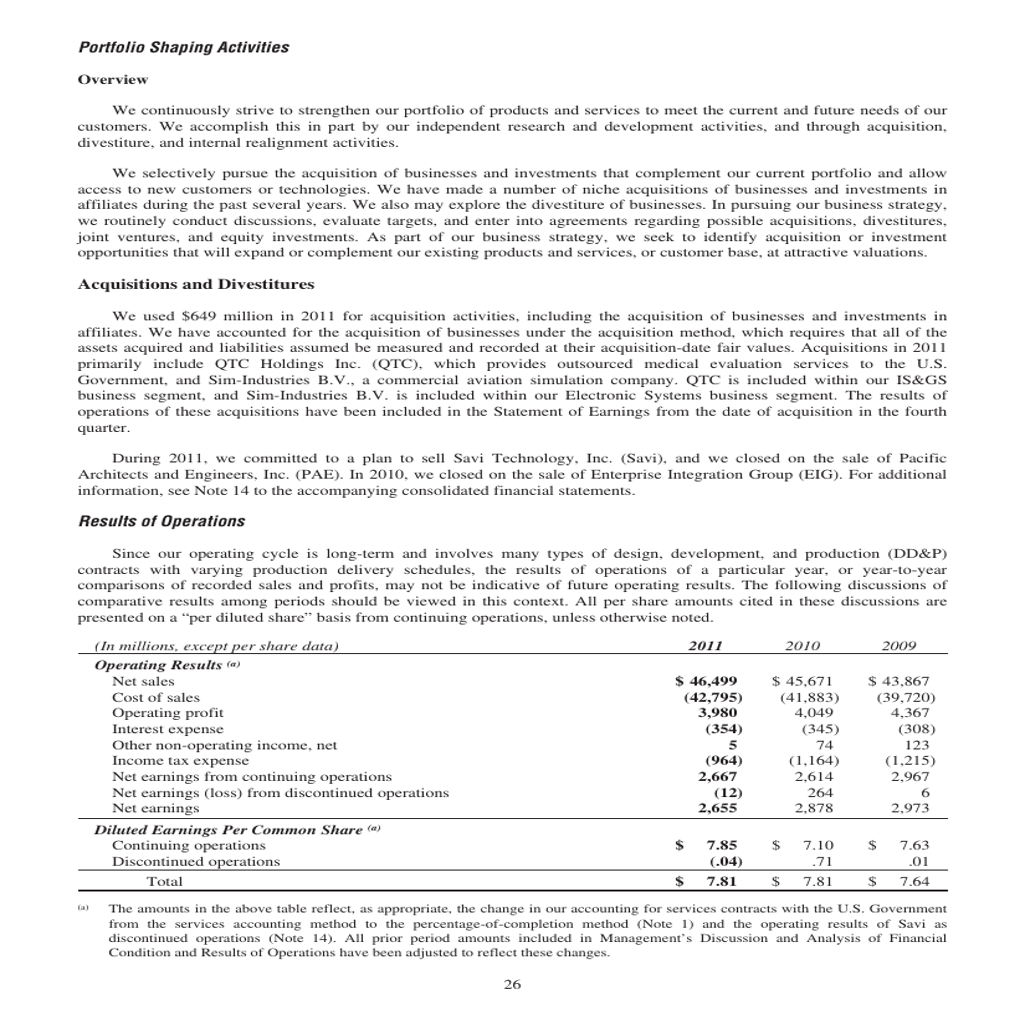 Portfolio Shaping Activities
Overview
We continuously strive to strengthen our portfolio of products and services to meet the current and future needs of our
customers. We accomplish this in part by our independent research and development activities, and through acquisition,
divestiture, and internal realignment activities.
We selectively pursue the acquisition of businesses and investments that complement our current portfolio and allow
access to new customers or technologies. We have made a number of niche acquisitions of businesses and investments in
affiliates during the past several years. We also may explore the divestiture of businesses. In pursuing our business strategy,
we routinely conduct discussions, evaluate targets, and enter into agreements regarding possible acquisitions, divestitures,
joint ventures, and equity investments. As part of our business strategy, we seek to identify acquisition or investment
opportunities that will expand or complement our existing products and services, or customer base, at attractive valuations.
Acquisitions and Divestitures
We used $649 million in 2011 for acquisition activities, including the acquisition of businesses and investments in
affiliates. We have accounted for the acquisition of businesses under the acquisition method, which requires that all of the
assets acquired and liabilities assumed be measured and recorded at their acquisition-date fair values. Acquisitions in 2011
primarily include QTC Holdings Inc. (QTC), which provides outsourced medical evaluation services to the U.S.
Government, and Sim-Industries B.V., a commercial aviation simulation company. QTC is included within our IS&GS
business segment, and Sim-Industries B.V. is included within our Electronic Systems business segment. The results of
operations of these acquisitions have been included in the Statement of Earnings from the date of acquisition in the fourth
quarter.
During 2011, we committed to a plan to sell Savi Technology, Inc. (Savi), and we closed on the sale of Pacific
Architects and Engineers, Inc. (PAE). In 2010, we closed on the sale of Enterprise Integration Group (EIG). For additional
information, see Note 14 to the accompanying consolidated financial statements.
Results of Operations
Since our operating cycle is long-term and involves many types of design, development, and production (DD&P)
contracts with varying production delivery schedules, the results of operations of a particular year, or year-to-year
comparisons of recorded sales and profits, may not be indicative of future operating results. The following discussions of
comparative results among periods should be viewed in this context. All per share amounts cited in these discussions are
presented on a “per diluted share” basis from continuing operations, unless otherwise noted.
(In millions, except per share data) 2011 2010 2009
Operating Results (a)
Net sales $ 46,499 $ 45,671 $ 43,867
Cost of sales (42,795) (41,883) (39,720)
Operating profit 3,980 4,049 4,367
Interest expense (354) (345) (308)
Other non-operating income, net 5 74 123
Income tax expense (964) (1,164) (1,215)
Net earnings from continuing operations 2,667 2,614 2,967
Net earnings (loss) from discontinued operations (12) 264 6
Net earnings 2,655 2,878 2,973
Diluted Earnings Per Common Share (a)
Continuing operations $ 7.85 $ 7.10 $ 7.63
Discontinued operations (.04) .71 .01
Total $ 7.81 $ 7.81 $ 7.64
(a) The amounts in the above table reflect, as appropriate, the change in our accounting for services contracts with the U.S. Government
from the services accounting method to the percentage-of-completion method (Note 1) and the operating results of Savi as
discontinued operations (Note 14). All prior period amounts included in Management’s Discussion and Analysis of Financial
Condition and Results of Operations have been adjusted to reflect these changes.
26